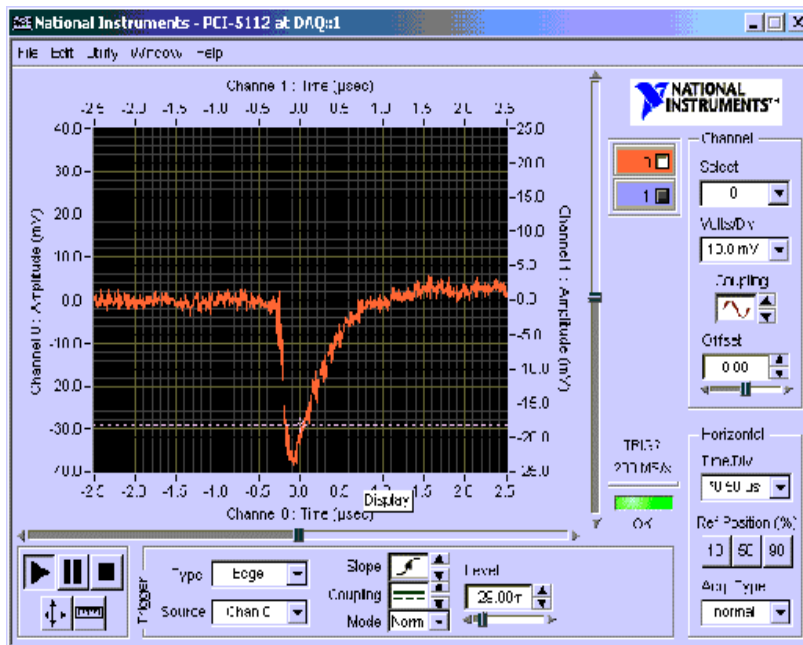 National Instruments - PCI-5112 at DAQ::1
File Edit Utility Window Help
Channel 1 : Time (µsec)
-2.5 -2.0 -1.5 -1.0 -0.5 0.0 0.5 1.0 1.5 2.0 2.5
40.0
30.0
20.0
10.0
0.0
-10.0
20.0
-30.0
40.0
Channel 0 : Amplitude (mV)
25.0
20.0
15.0
10.0
5.0
0.0
-5.0
-10.0
-15.0
-20.0
-25.0
Channel 1 : Amplitude (mV)
-2.5 -2.0 -1.5 -1.0 -0.5 0.0 0.5 1.5 2.0 2.5
Display
Channel 0 : Time (µsec)
NATIONAL
INSTRUMENTS™
0
1
Channel
Select
0
Volts/Div
10.0 mV
Coupling
Offset
0.00
TRIG?
200 MS/s
OK
Horizontal
Time/Div
Ref Position (%)
10 50 90
Acq Type
normal
Trigger
Type Edge
Source Chan 0
Slope
Coupling
Mode Norm
Level